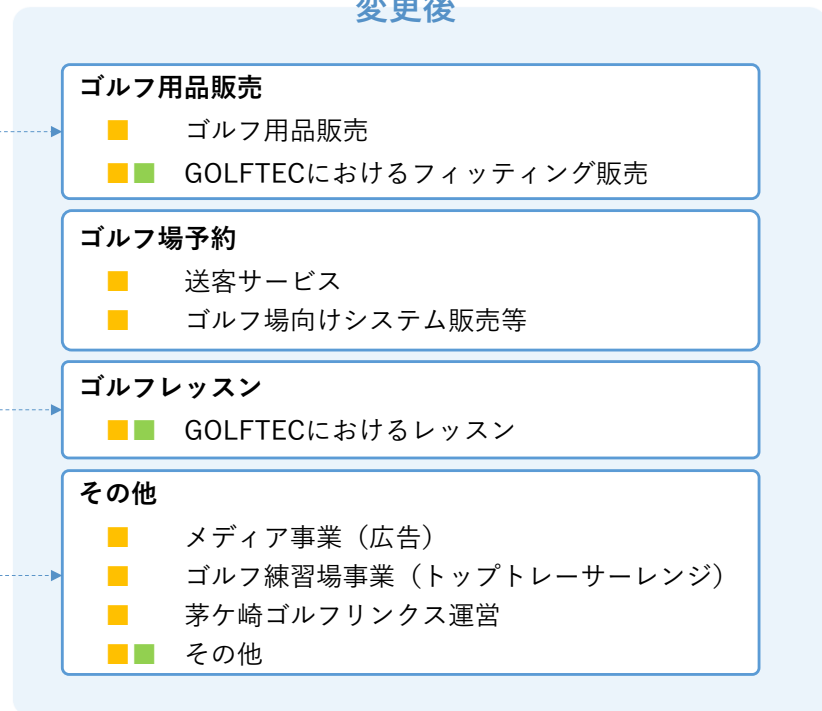 変更後
ゴルフ用品販売
ゴルフ用品販売
GOLFTECにおけるフィッティング販売
ゴルフ場予約
送客サービス
ゴルフ場向けシステム販売等
ゴルフレッスン
GOLFTECにおけるレッスン
その他
メディア事業（広告）
ゴルフ練習場事業（トップトレーサーレンジ）
茅ケ崎ゴルフリンクス運営
その他